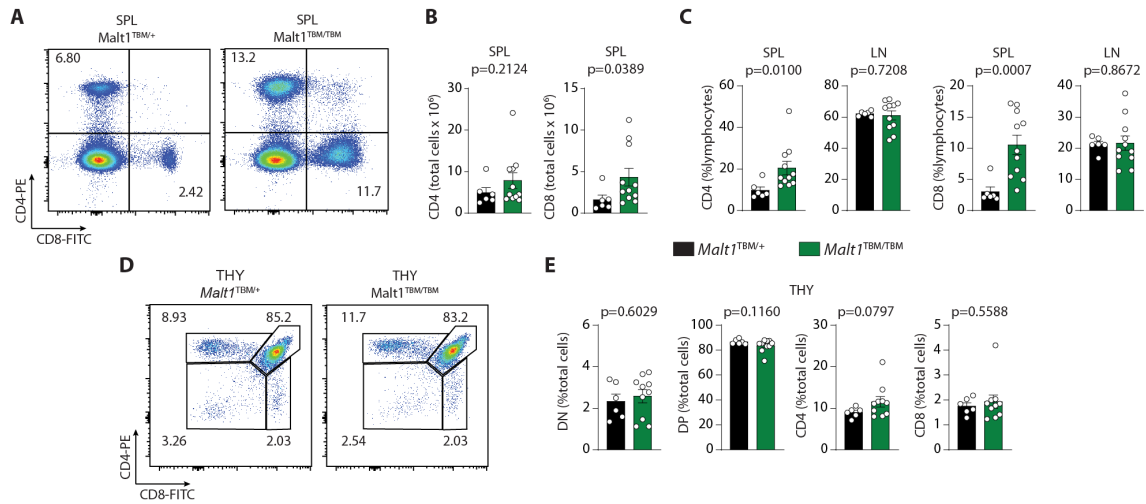 A
SPL
Malt1TBM/+
SPL
Malt1TBM/TBM
6.80
2.42
13.2
11.7
CD4-PE
CD8-FITC
B
SPL
p=0.2124
CD4 (total cells x 10⁶)
30
20
10
0
SPL
p=0.0389
CD8 (total cells x 10⁶)
15
10
5
0
C
SPL
p=0.0100
CD4 (%lymphocytes)
60
40
20
0
LN
p=0.7208
80
60
40
20
0
SPL
p=0.0007
CD8 (%lymphocytes)
20
15
10
5
0
LN
p=0.8672
40
30
20
10
0
Malt1TBM/+
Malt1TBM/TBM
D
THY
Malt1TBM/+
THY
Malt1TBM/TBM
8.93
85.2
3.26
2.03
11.7
83.2
2.54
2.03
CD4-PE
CD8-FITC
E
THY
p=0.6029
DN (%total cells)
6
4
2
0
p=0.1160
DP (%total cells)
100
80
60
40
20
0
p=0.0797
CD4 (%total cells)
30
20
10
0
p=0.5588
CD8 (%total cells)
5
4
3
2
1
0